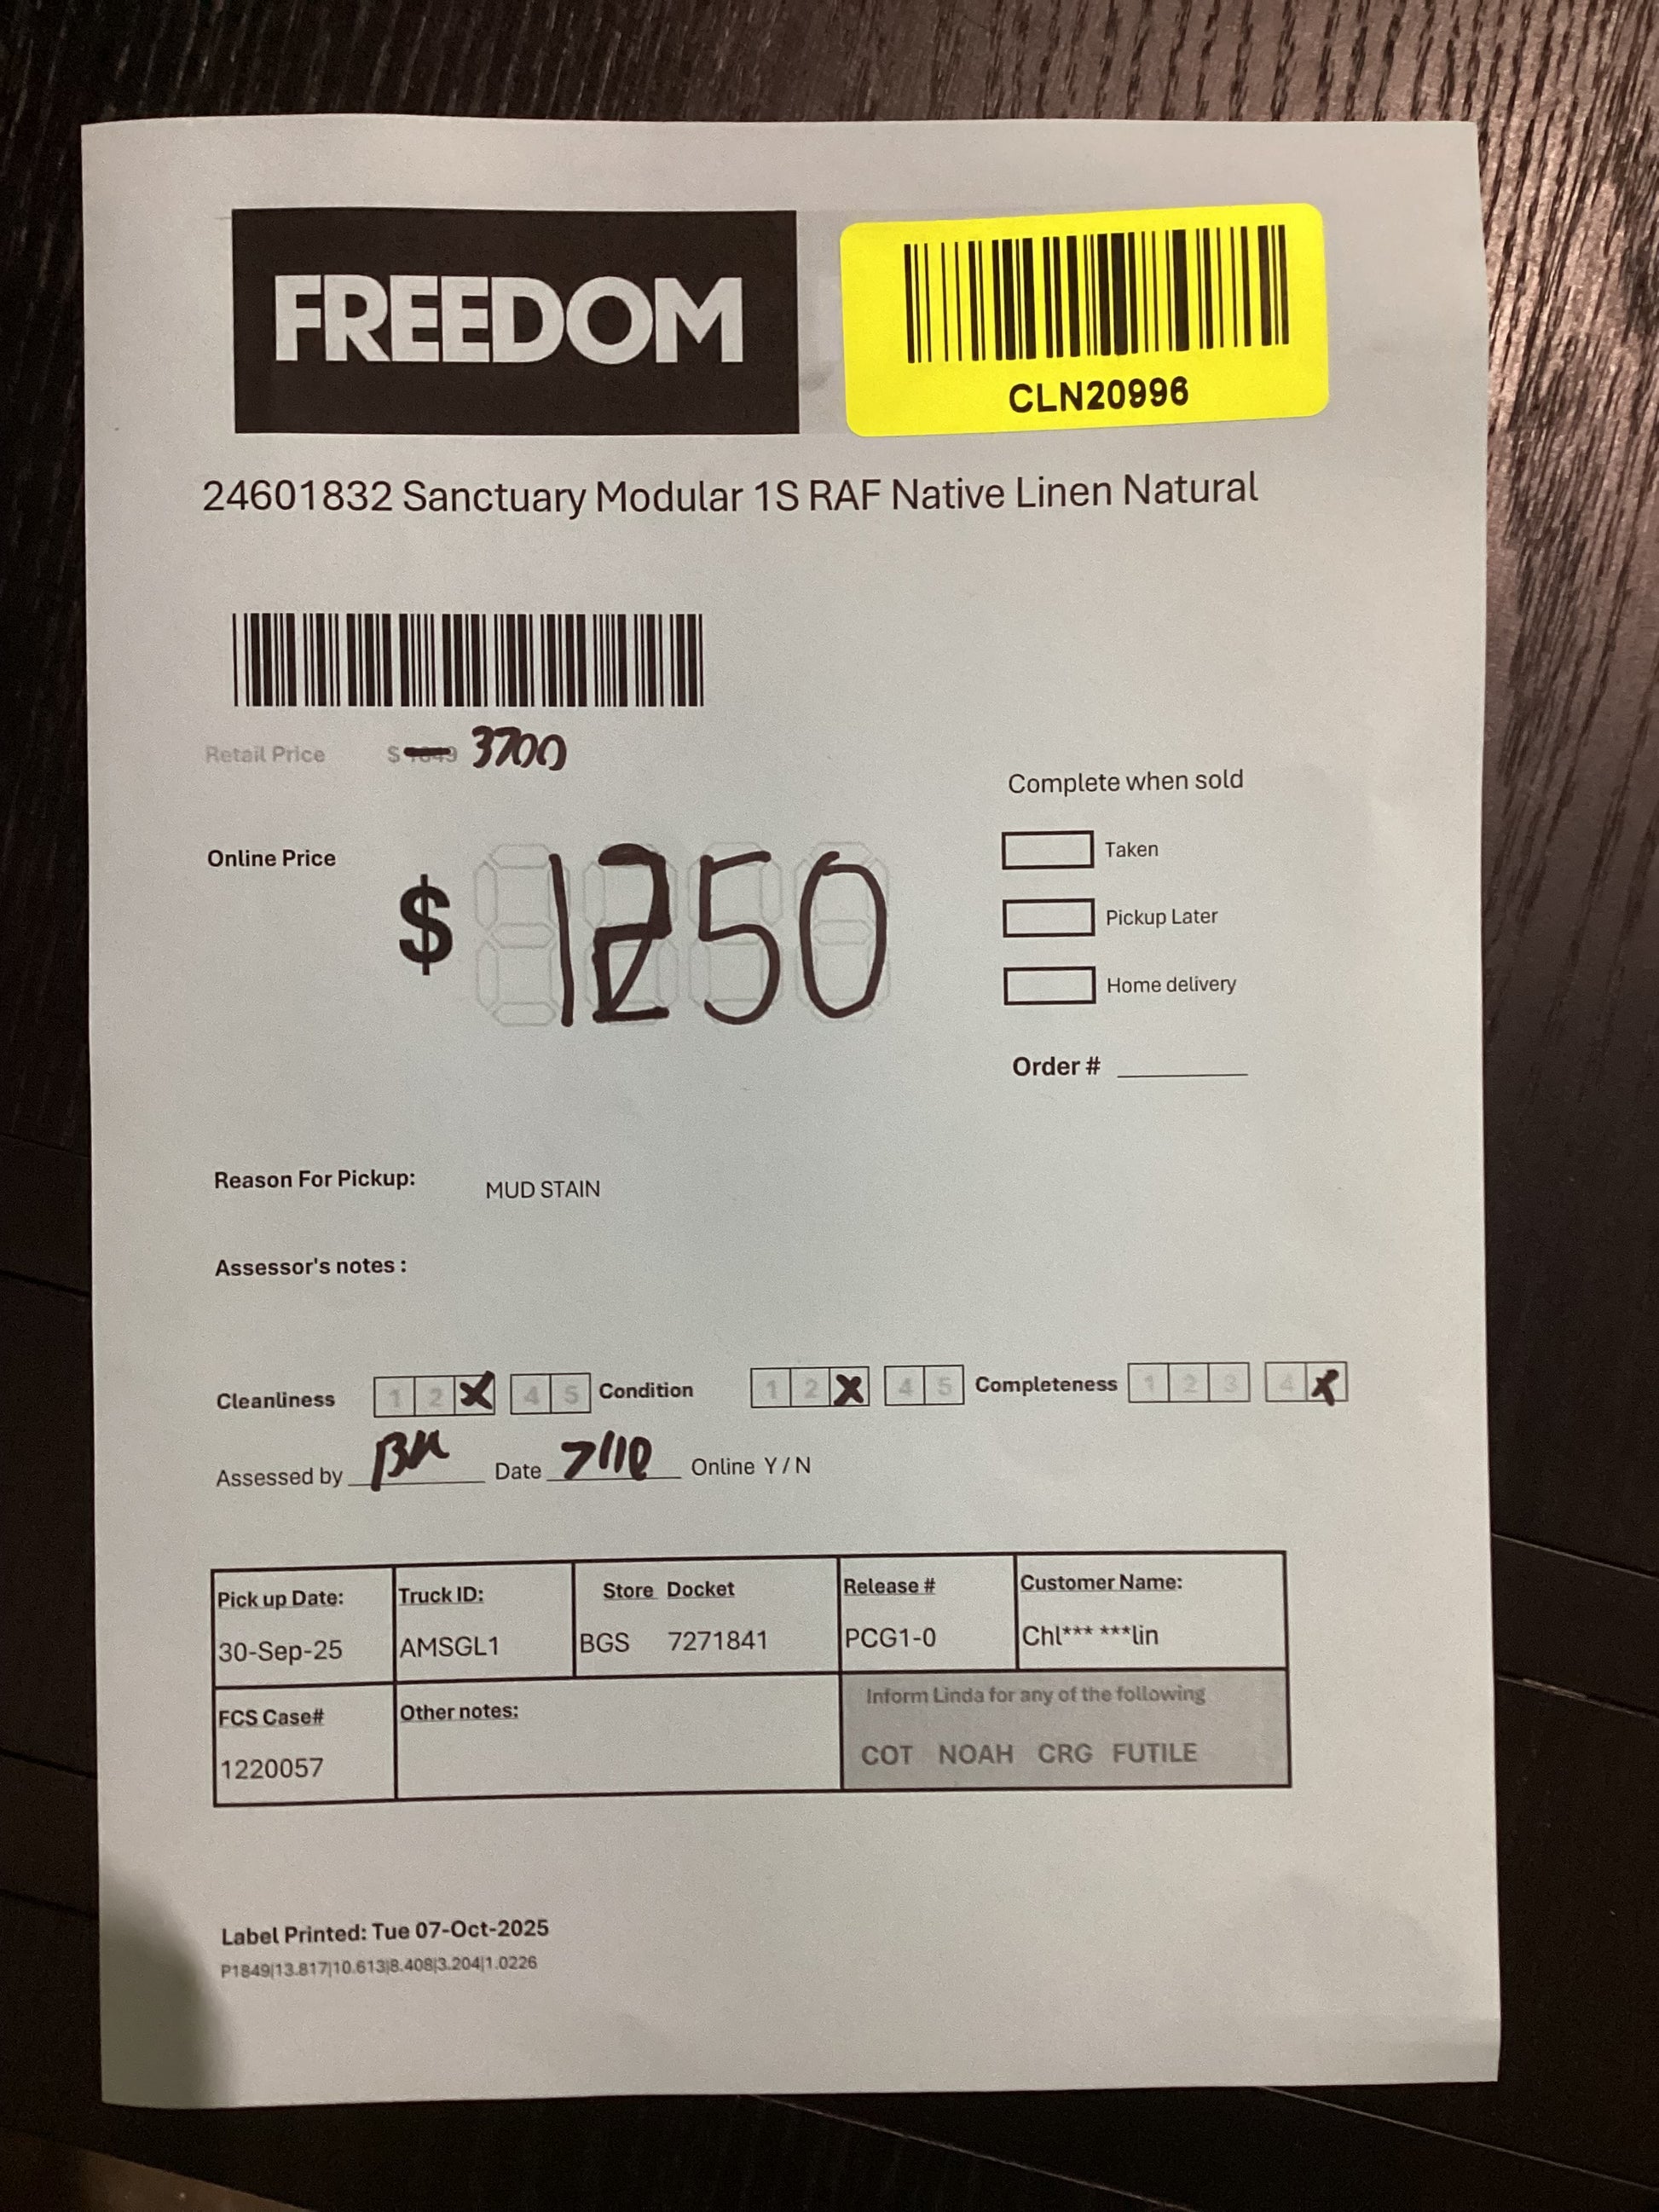 FREEDOM
CLN20996
24601832 Sanctuary Modular 1S RAF Native Linen Natural
Retail Price $ 1849 3700
Complete when sold
Online Price $ 1250
Taken
Pickup Later
Home delivery
Order #
Reason For Pickup: MUD STAIN
Assessor's notes :
Cleanliness 1 2 X 4 5 Condition 1 2 X 4 5 Completeness 1 2 3 4 X
Assessed by BM Date 7/10 Online Y / N
Pick up Date: Truck ID: Store Docket Release # Customer Name:
30-Sep-25 AMSGL1 BGS 7271841 PCG1-0 Chl*** ***lin
FCS Case# Other notes: Inform Linda for any of the following
1220057 COT NOAH CRG FUTILE
Label Printed: Tue 07-Oct-2025
P1849|13.817|10.613|8.408|3.204|1.0226